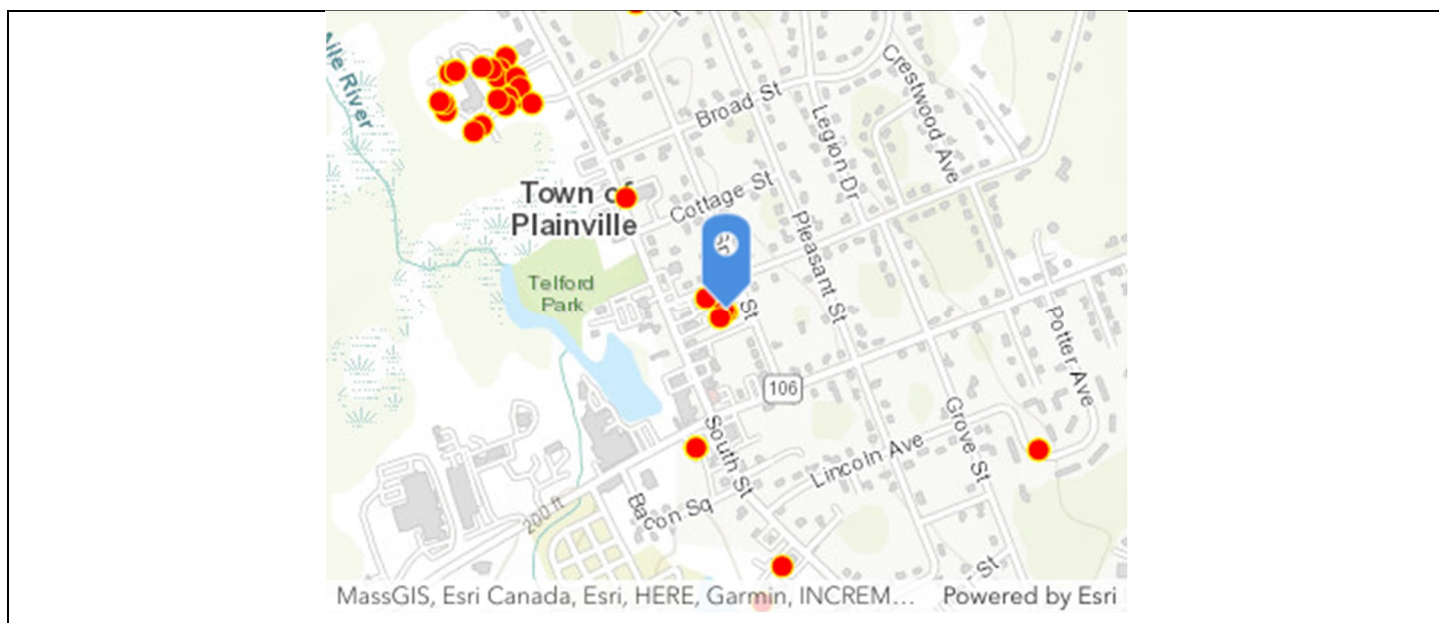 Mile River
Crestwood Ave
Broad St
Legion Dr
Town of
Plainville
Cottage St
Pleasant St
Telford
Park
St
Potter Ave
106
Grove St
South St
Lincoln Ave
Bacon Sq
200 ft
St
MassGIS, Esri Canada, Esri, HERE, Garmin, INCREM...
Powered by Esri